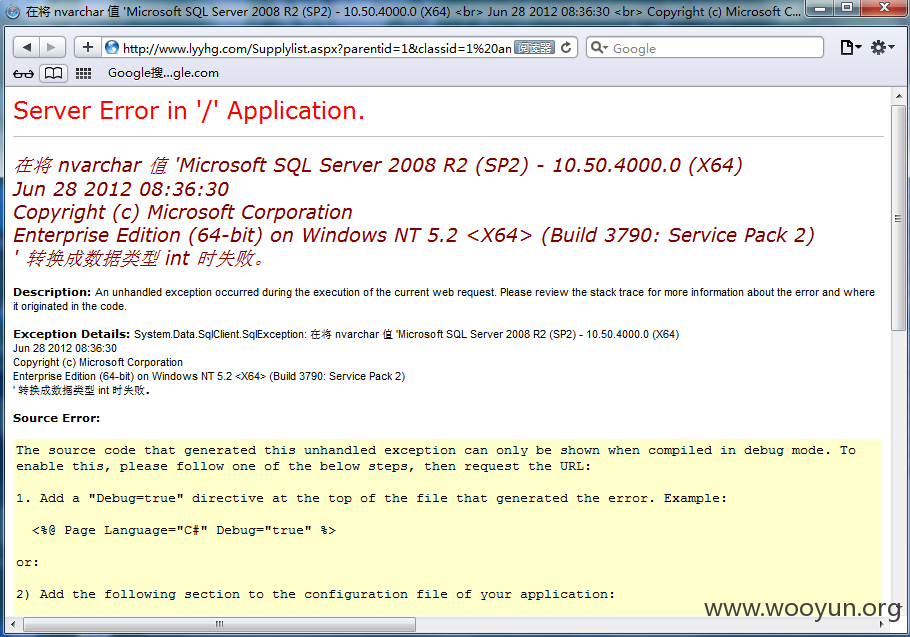 在将 nvarchar 值 'Microsoft SQL Server 2008 R2 (SP2) - 10.50.4000.0 (X64) <br> Jun 28 2012 08:36:30 <br> Copyright (c) Microsoft C...
http://www.lyyhg.com/Supplylist.aspx?parentid=1&classid=1%20an 阅读器 Google
Google搜...gle.com
Server Error in '/' Application.
在将 nvarchar 值 'Microsoft SQL Server 2008 R2 (SP2) - 10.50.4000.0 (X64)
Jun 28 2012 08:36:30
Copyright (c) Microsoft Corporation
Enterprise Edition (64-bit) on Windows NT 5.2 <X64> (Build 3790: Service Pack 2)
' 转换成数据类型 int 时失败。
Description: An unhandled exception occurred during the execution of the current web request. Please review the stack trace for more information about the error and where
it originated in the code.
Exception Details: System.Data.SqlClient.SqlException: 在将 nvarchar 值 'Microsoft SQL Server 2008 R2 (SP2) - 10.50.4000.0 (X64)
Jun 28 2012 08:36:30
Copyright (c) Microsoft Corporation
Enterprise Edition (64-bit) on Windows NT 5.2 <X64> (Build 3790: Service Pack 2)
' 转换成数据类型 int 时失败。
Source Error:
The source code that generated this unhandled exception can only be shown when compiled in debug mode. To
enable this, please follow one of the below steps, then request the URL:
1. Add a "Debug=true" directive at the top of the file that generated the error. Example:
<%@ Page Language="C#" Debug="true" %>
or:
2) Add the following section to the configuration file of your application:
www.wooyun.org